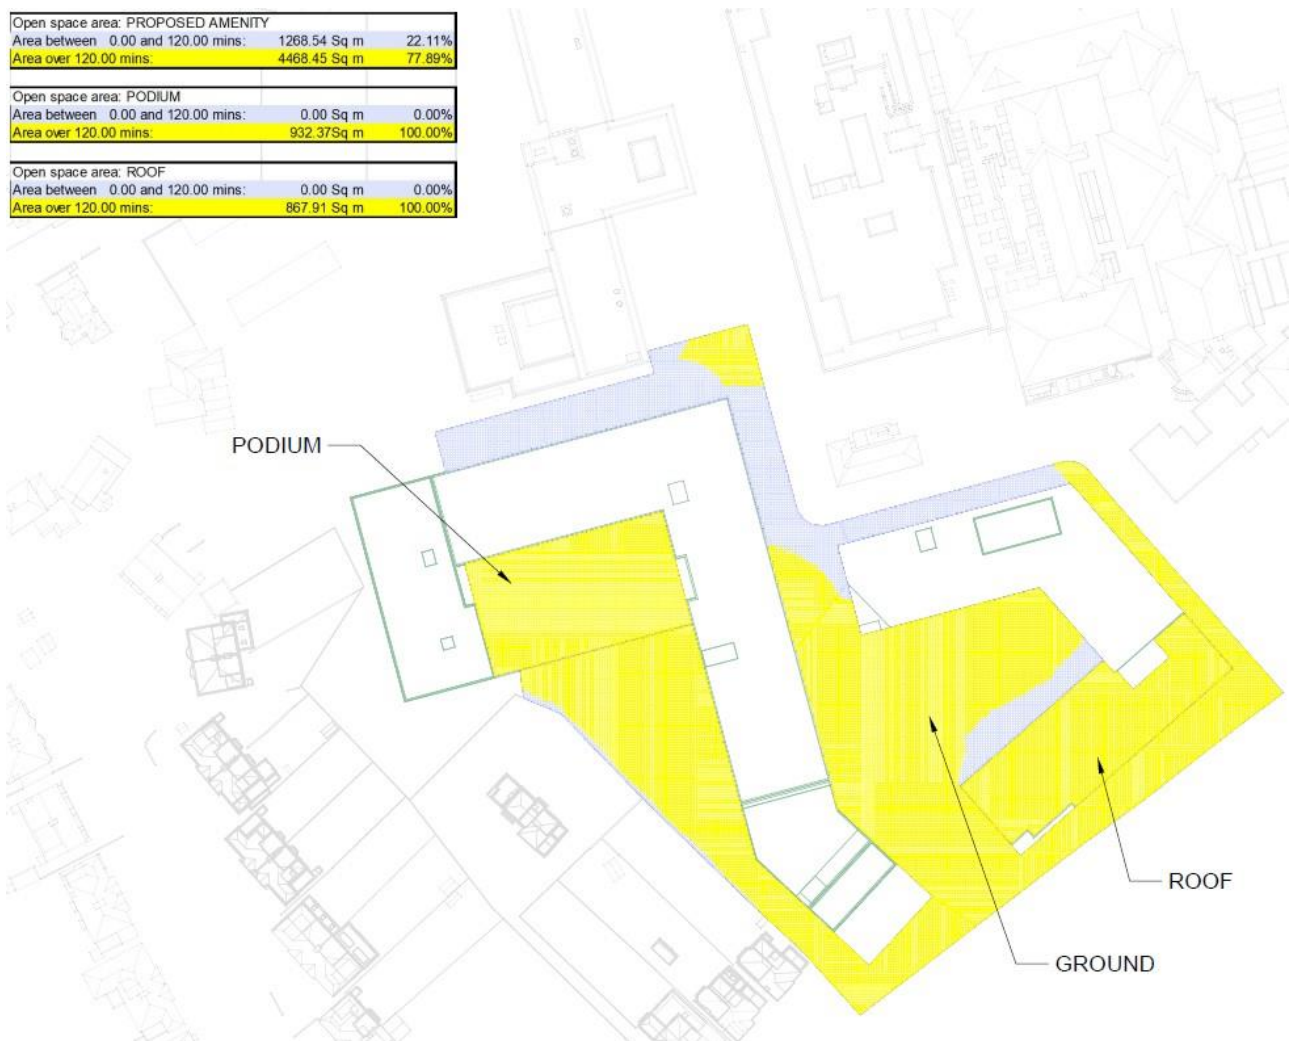 Open space area: PROPOSED AMENITY
Area between 0.00 and 120.00 mins: 1268.54 Sq m 22.11%
Area over 120.00 mins: 4468.45 Sq m 77.89%
Open space area: PODIUM
Area between 0.00 and 120.00 mins: 0.00 Sq m 0.00%
Area over 120.00 mins: 932.37Sq m 100.00%
Open space area: ROOF
Area between 0.00 and 120.00 mins: 0.00 Sq m 0.00%
Area over 120.00 mins: 867.91 Sq m 100.00%
PODIUM
ROOF
GROUND